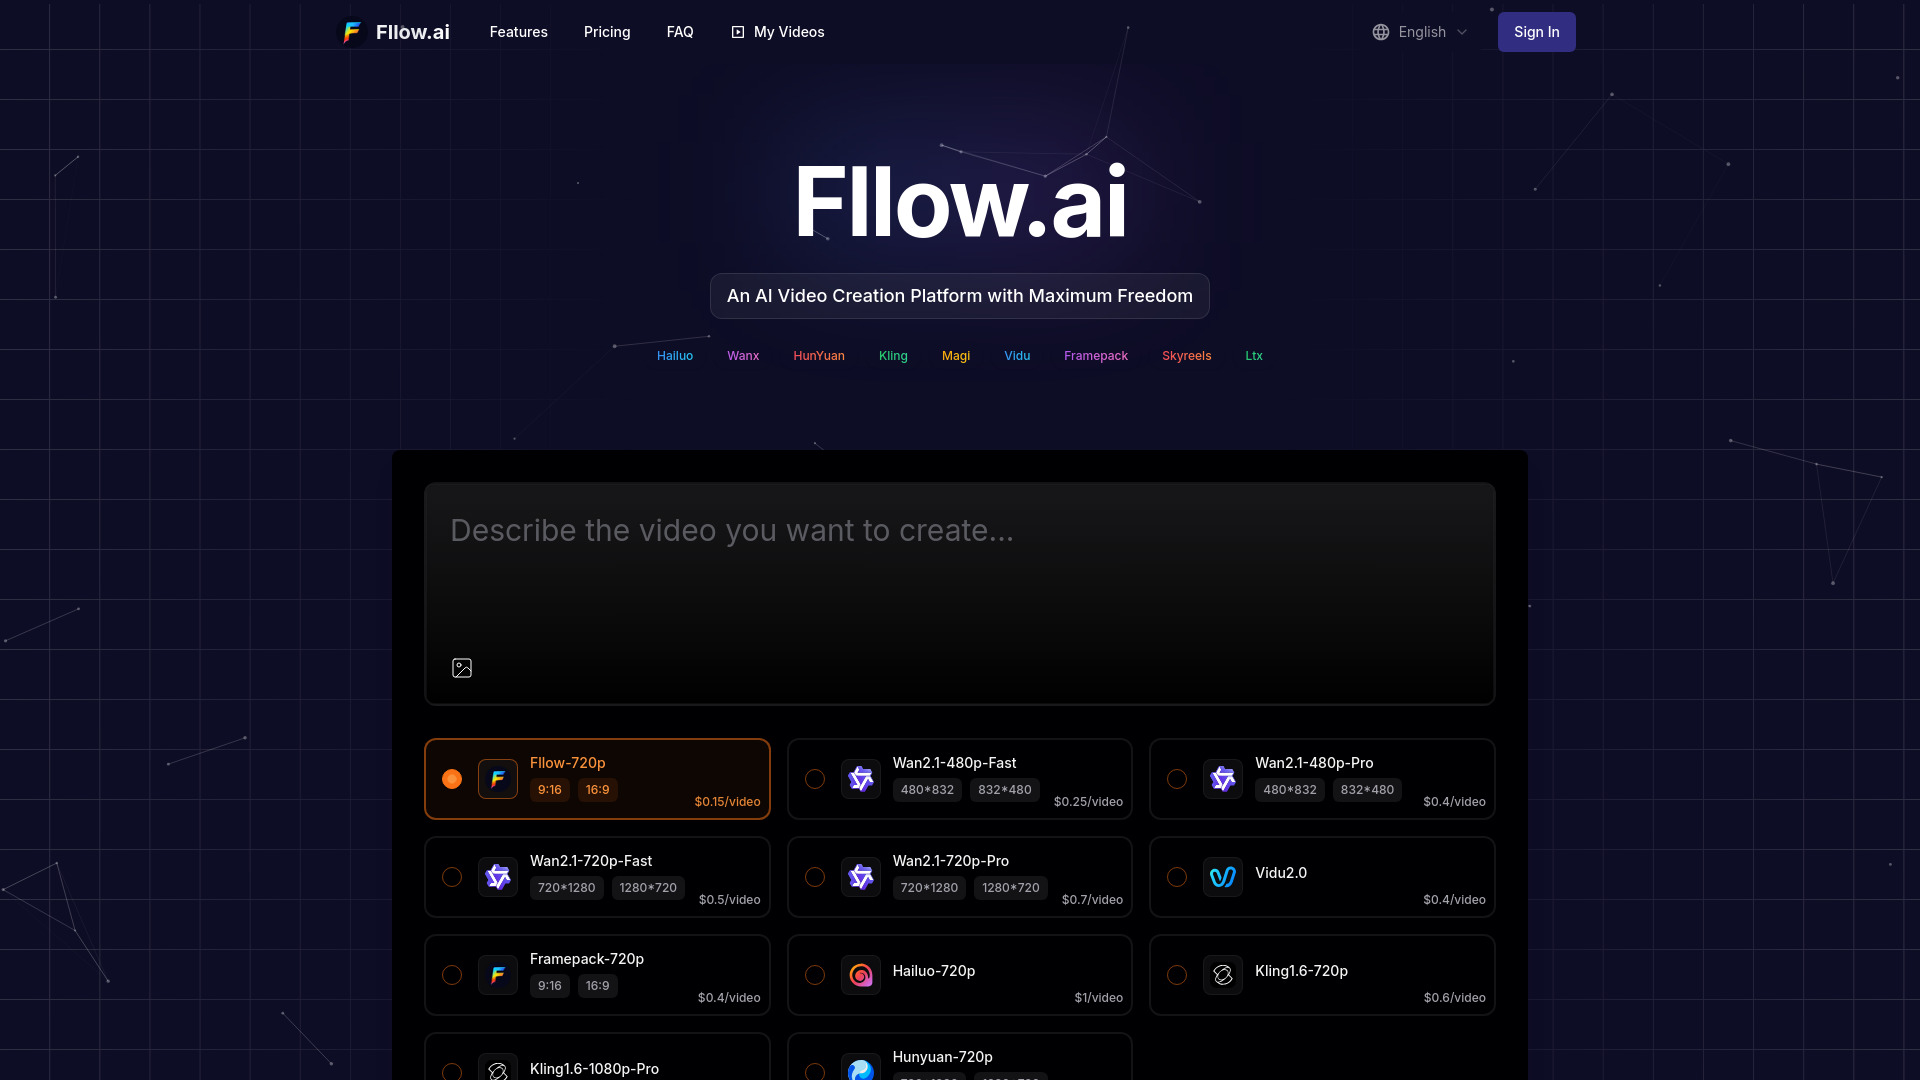 Fllow.ai
Features
Pricing
FAQ
My Videos
English
Sign In
Fllow.ai
An AI Video Creation Platform with Maximum Freedom
Hailuo
Wanx
HunYuan
Kling
Magi
Vidu
Framepack
Skyreels
Ltx
Describe the video you want to create...
Fllow-720p
9:16 16:9
$0.15/video
Wan2.1-480p-Fast
480*832 832*480
$0.25/video
Wan2.1-480p-Pro
480*832 832*480
$0.4/video
Wan2.1-720p-Fast
720*1280 1280*720
$0.5/video
Wan2.1-720p-Pro
720*1280 1280*720
$0.7/video
Vidu2.0
$0.4/video
Framepack-720p
9:16 16:9
$0.4/video
Hailuo-720p
$1/video
Kling1.6-720p
$0.6/video
Kling1.6-1080p-Pro
Hunyuan-720p